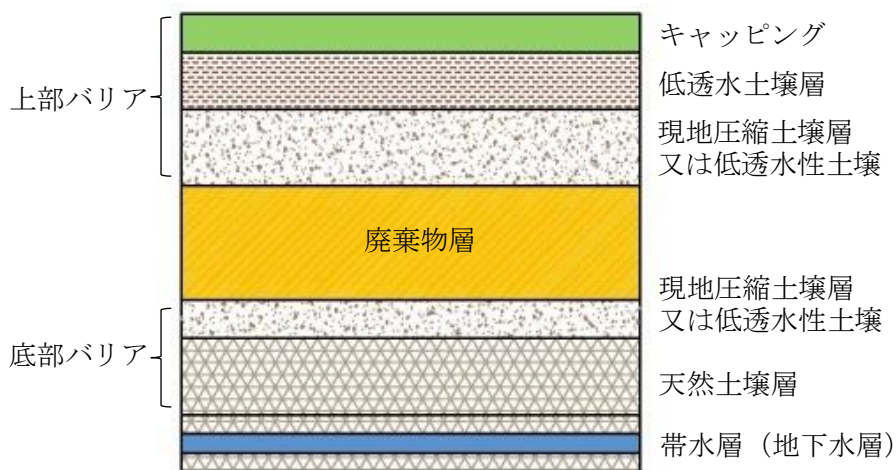 上部バリア
キャッピング
低透水土壌層
現地圧縮土壌層
又は低透水性土壌
廃棄物層
底部バリア
現地圧縮土壌層
又は低透水性土壌
天然土壌層
帯水層（地下水層）